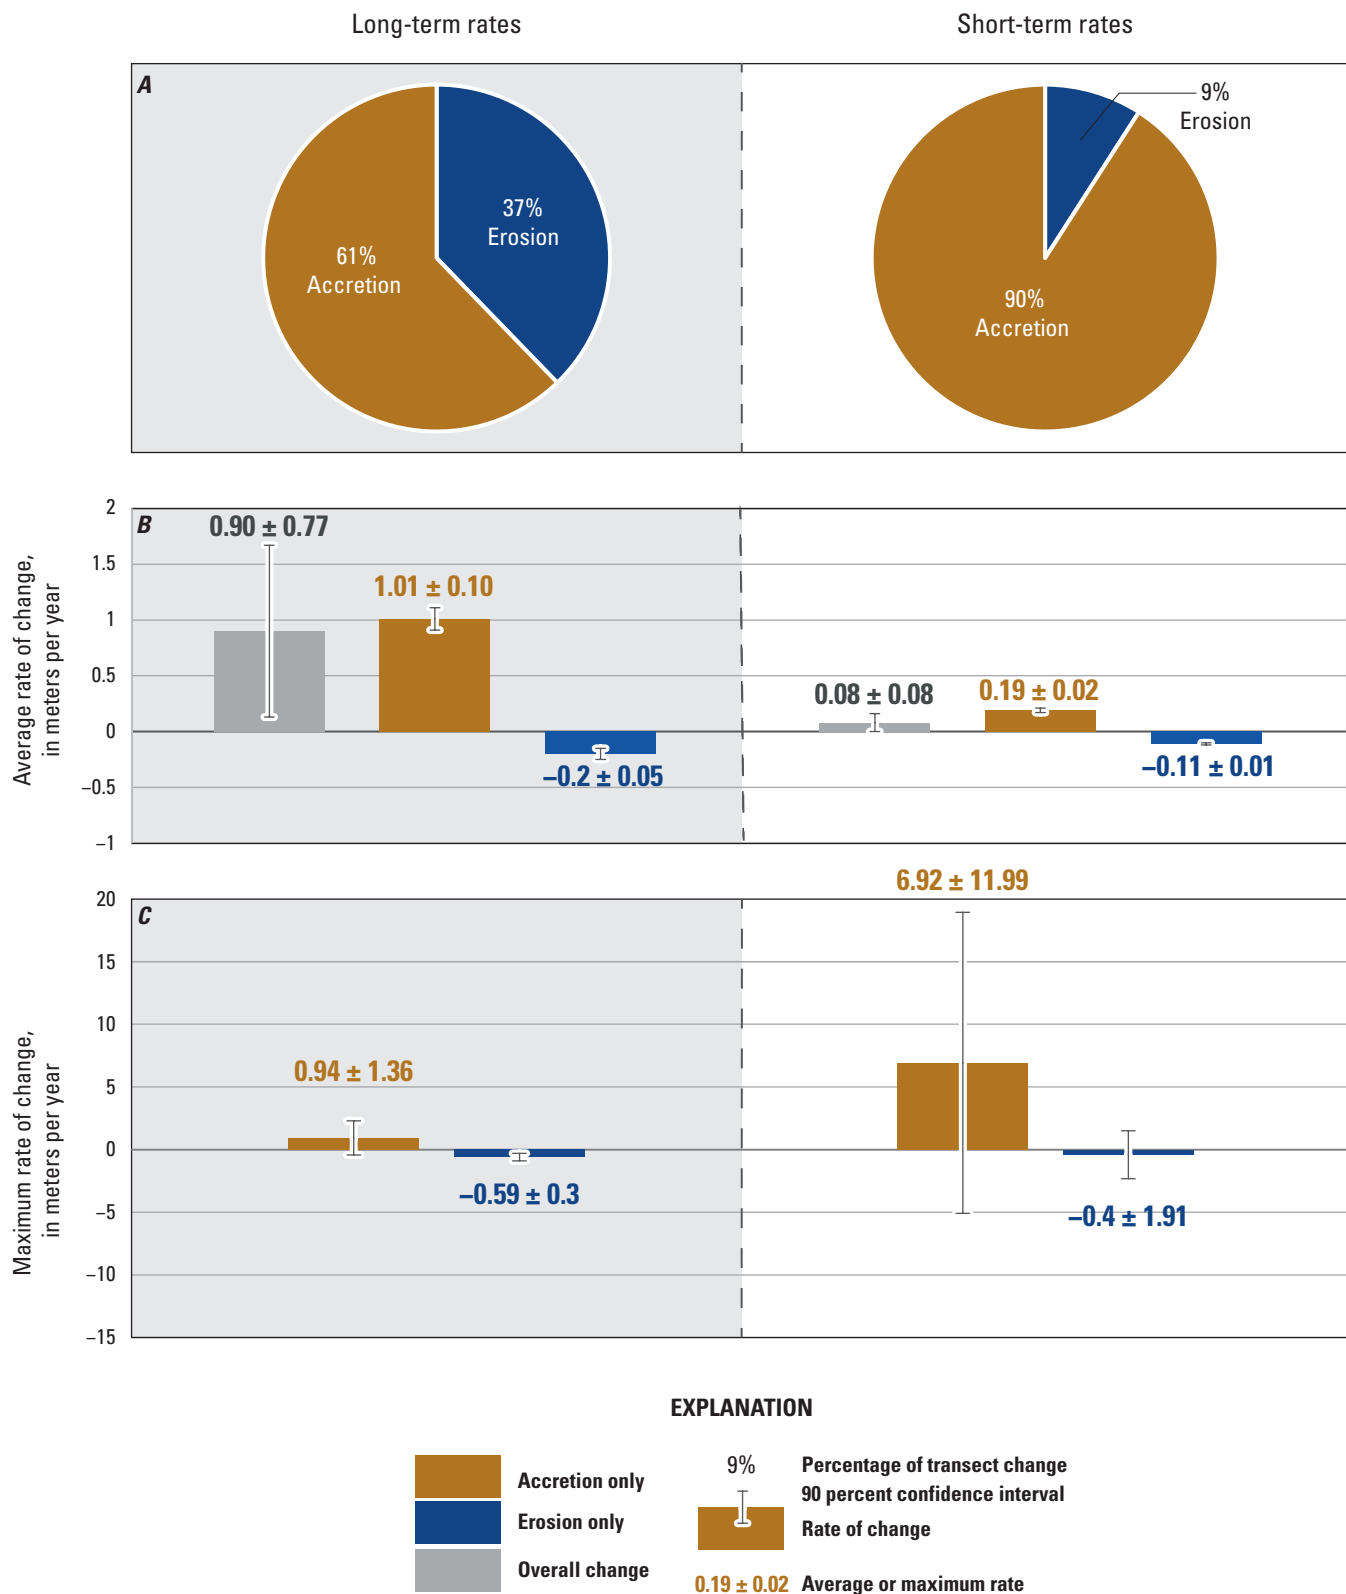 Long-term rates
Short-term rates
A
37%
Erosion
61%
Accretion
9%
Erosion
90%
Accretion
Average rate of change,
in meters per year
2
1.5
1
0.5
0
−0.5
−1
B
0.90 ± 0.77
1.01 ± 0.10
−0.2 ± 0.05
0.08 ± 0.08
0.19 ± 0.02
−0.11 ± 0.01
Maximum rate of change,
in meters per year
20
15
10
5
0
−5
−10
−15
C
0.94 ± 1.36
−0.59 ± 0.3
6.92 ± 11.99
−0.4 ± 1.91
EXPLANATION
Accretion only
Erosion only
Overall change
9% Percentage of transect change
90 percent confidence interval
Rate of change
0.19 ± 0.02 Average or maximum rate